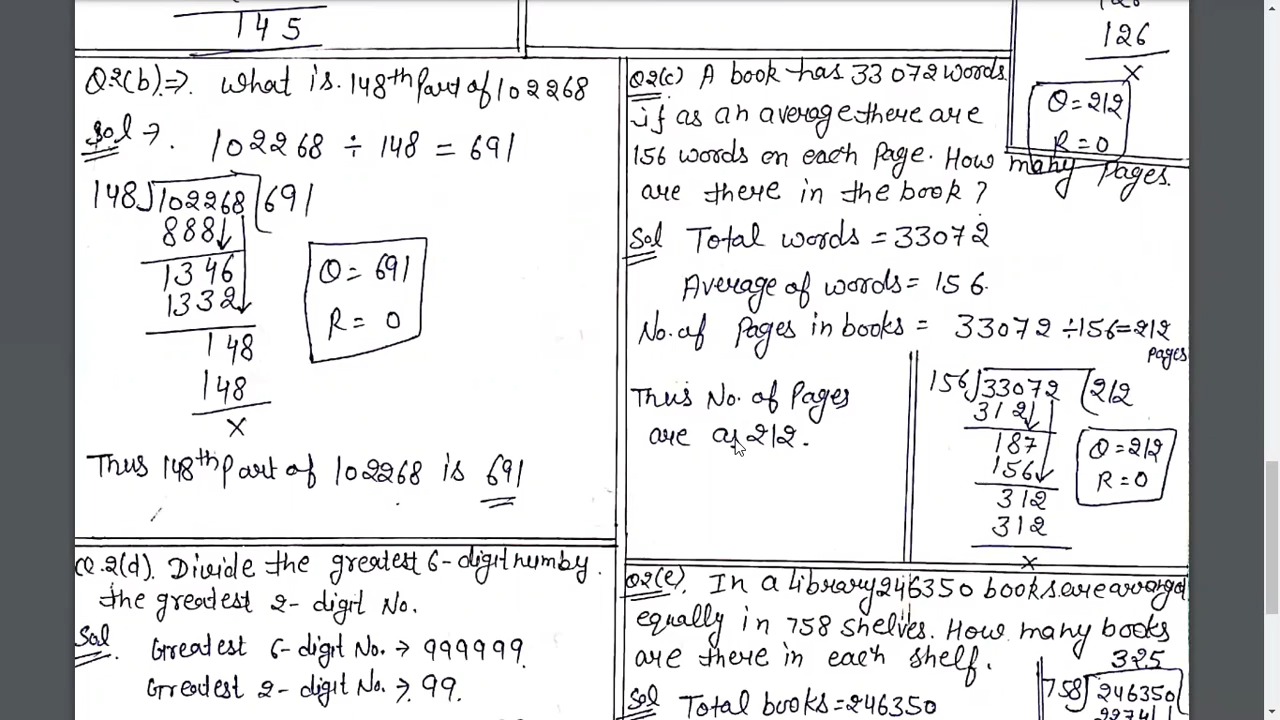 145
126
x
Q = 212
R = 0
Q.2(b) ⇒. What is. 148th Part of 102268
Sol →. 102268 ÷ 148 = 691
148)102268(691
888↓
1346
1332↓
148
148
x
Q = 691
R = 0
Thus 148th Part of 102268 is 691
Q2(c) A book has 33072 words
if as an average there are
156 words on each Page. How many Pages.
are there in the book ?
Sol Total words = 33072
Average of words = 156.
No. of Pages in books = 33072 ÷ 156 = 212
Pages
Thus No. of Pages
are as 212.
156)33072(212
312↓
187
156↓
312
312
x
Q = 212
R = 0
Q.2(d). Divide the greatest 6-digit num by.
the greatest 2-digit No.
Sol. Greatest 6-digit No. → 999999.
Greatest 2-digit No. → 99.
Q2(e). In a library 246350 books are arranged
equally in 758 shelves. How many books
are there in each shelf.
Sol Total books = 246350
325
758)246350(
2274